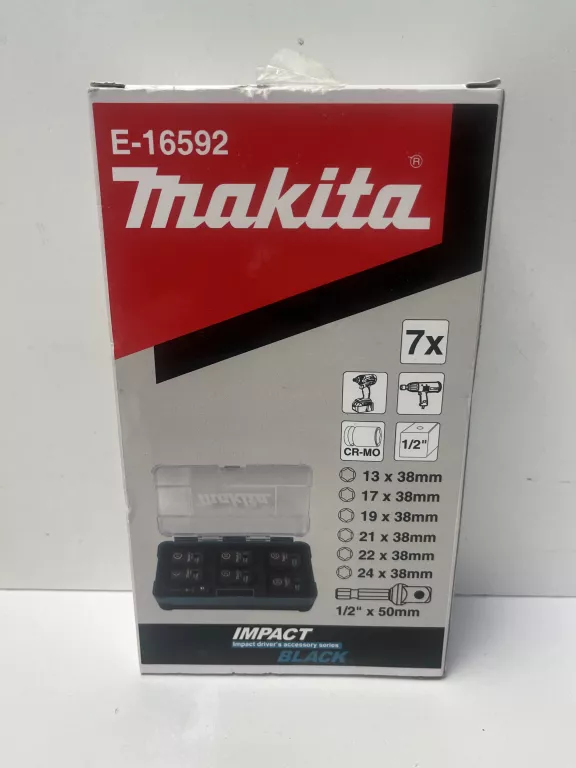 E-16592
makita
®
7x
CR-MO
1/2"
13 x 38mm
17 x 38mm
19 x 38mm
21 x 38mm
22 x 38mm
24 x 38mm
1/2" x 50mm
makita
IMPACT
Impact driver's accessory series
BLACK